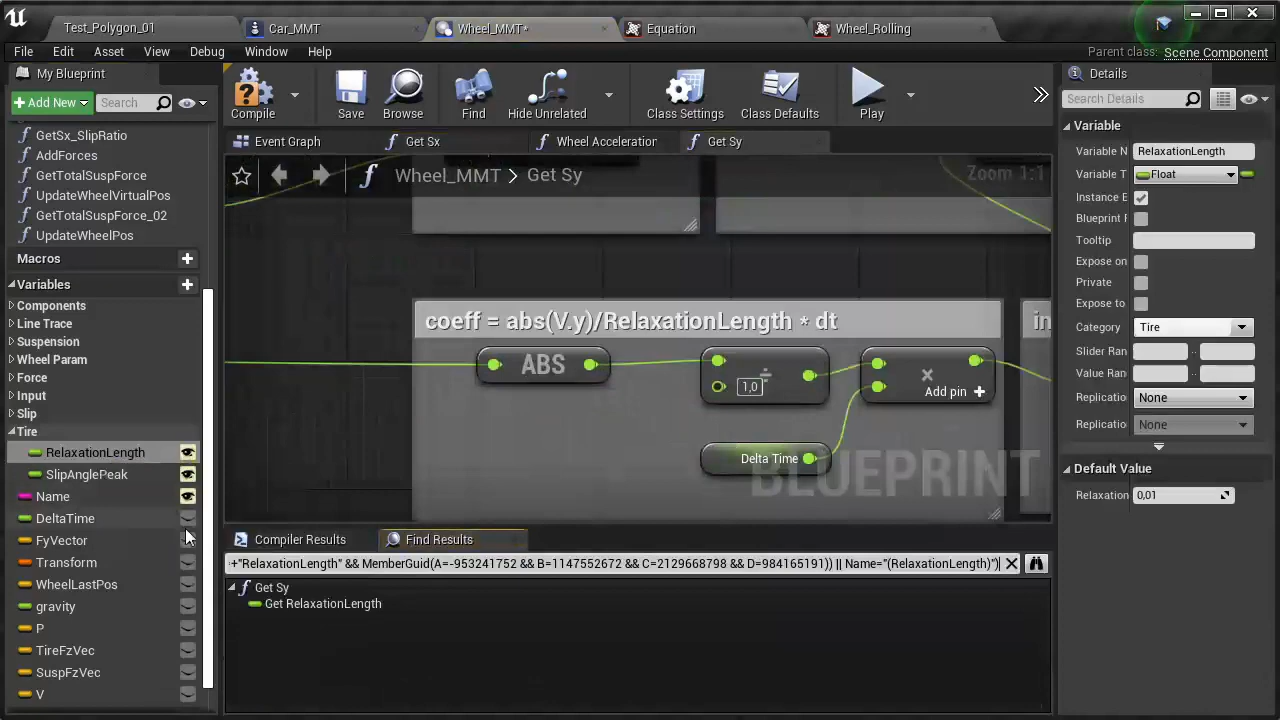 Test_Polygon_01
Car_MMT
Wheel_MMT*
Equation
Wheel_Rolling
File Edit Asset View Debug Window Help
Parent class: Scene Component
My Blueprint
Add New
Search
GetSx_SlipRatio
AddForces
GetTotalSuspForce
UpdateWheelVirtualPos
GetTotalSuspForce_02
UpdateWheelPos
Macros
Variables
Components
Line Trace
Suspension
Wheel Param
Force
Input
Slip
Tire
RelaxationLength
SlipAnglePeak
Name
DeltaTime
FyVector
Transform
WheelLastPos
gravity
P
TireFzVec
SuspFzVec
V
Compile
Save
Browse
Find
Hide Unrelated
Class Settings
Class Defaults
Play
Event Graph
Get Sx
Wheel Acceleration
Get Sy
Wheel_MMT > Get Sy
Zoom 1:1
coeff = abs(V.y)/RelaxationLength * dt
in
ABS
1,0
÷
×
Add pin +
Delta Time
BLUEPRINT
Compiler Results
Find Results
+"RelaxationLength" && MemberGuid(A=-953241752 && B=1147552672 && C=2129668798 && D=984165191)) || Name="(RelaxationLength)")
Get Sy
Get RelaxationLength
Details
Search Details
Variable
Variable N RelaxationLength
Variable T Float
Instance E
Blueprint F
Tooltip
Expose on
Private
Expose to
Category Tire
Slider Ran
Value Ran
Replicatio None
Replicatio None
Default Value
Relaxation 0,01